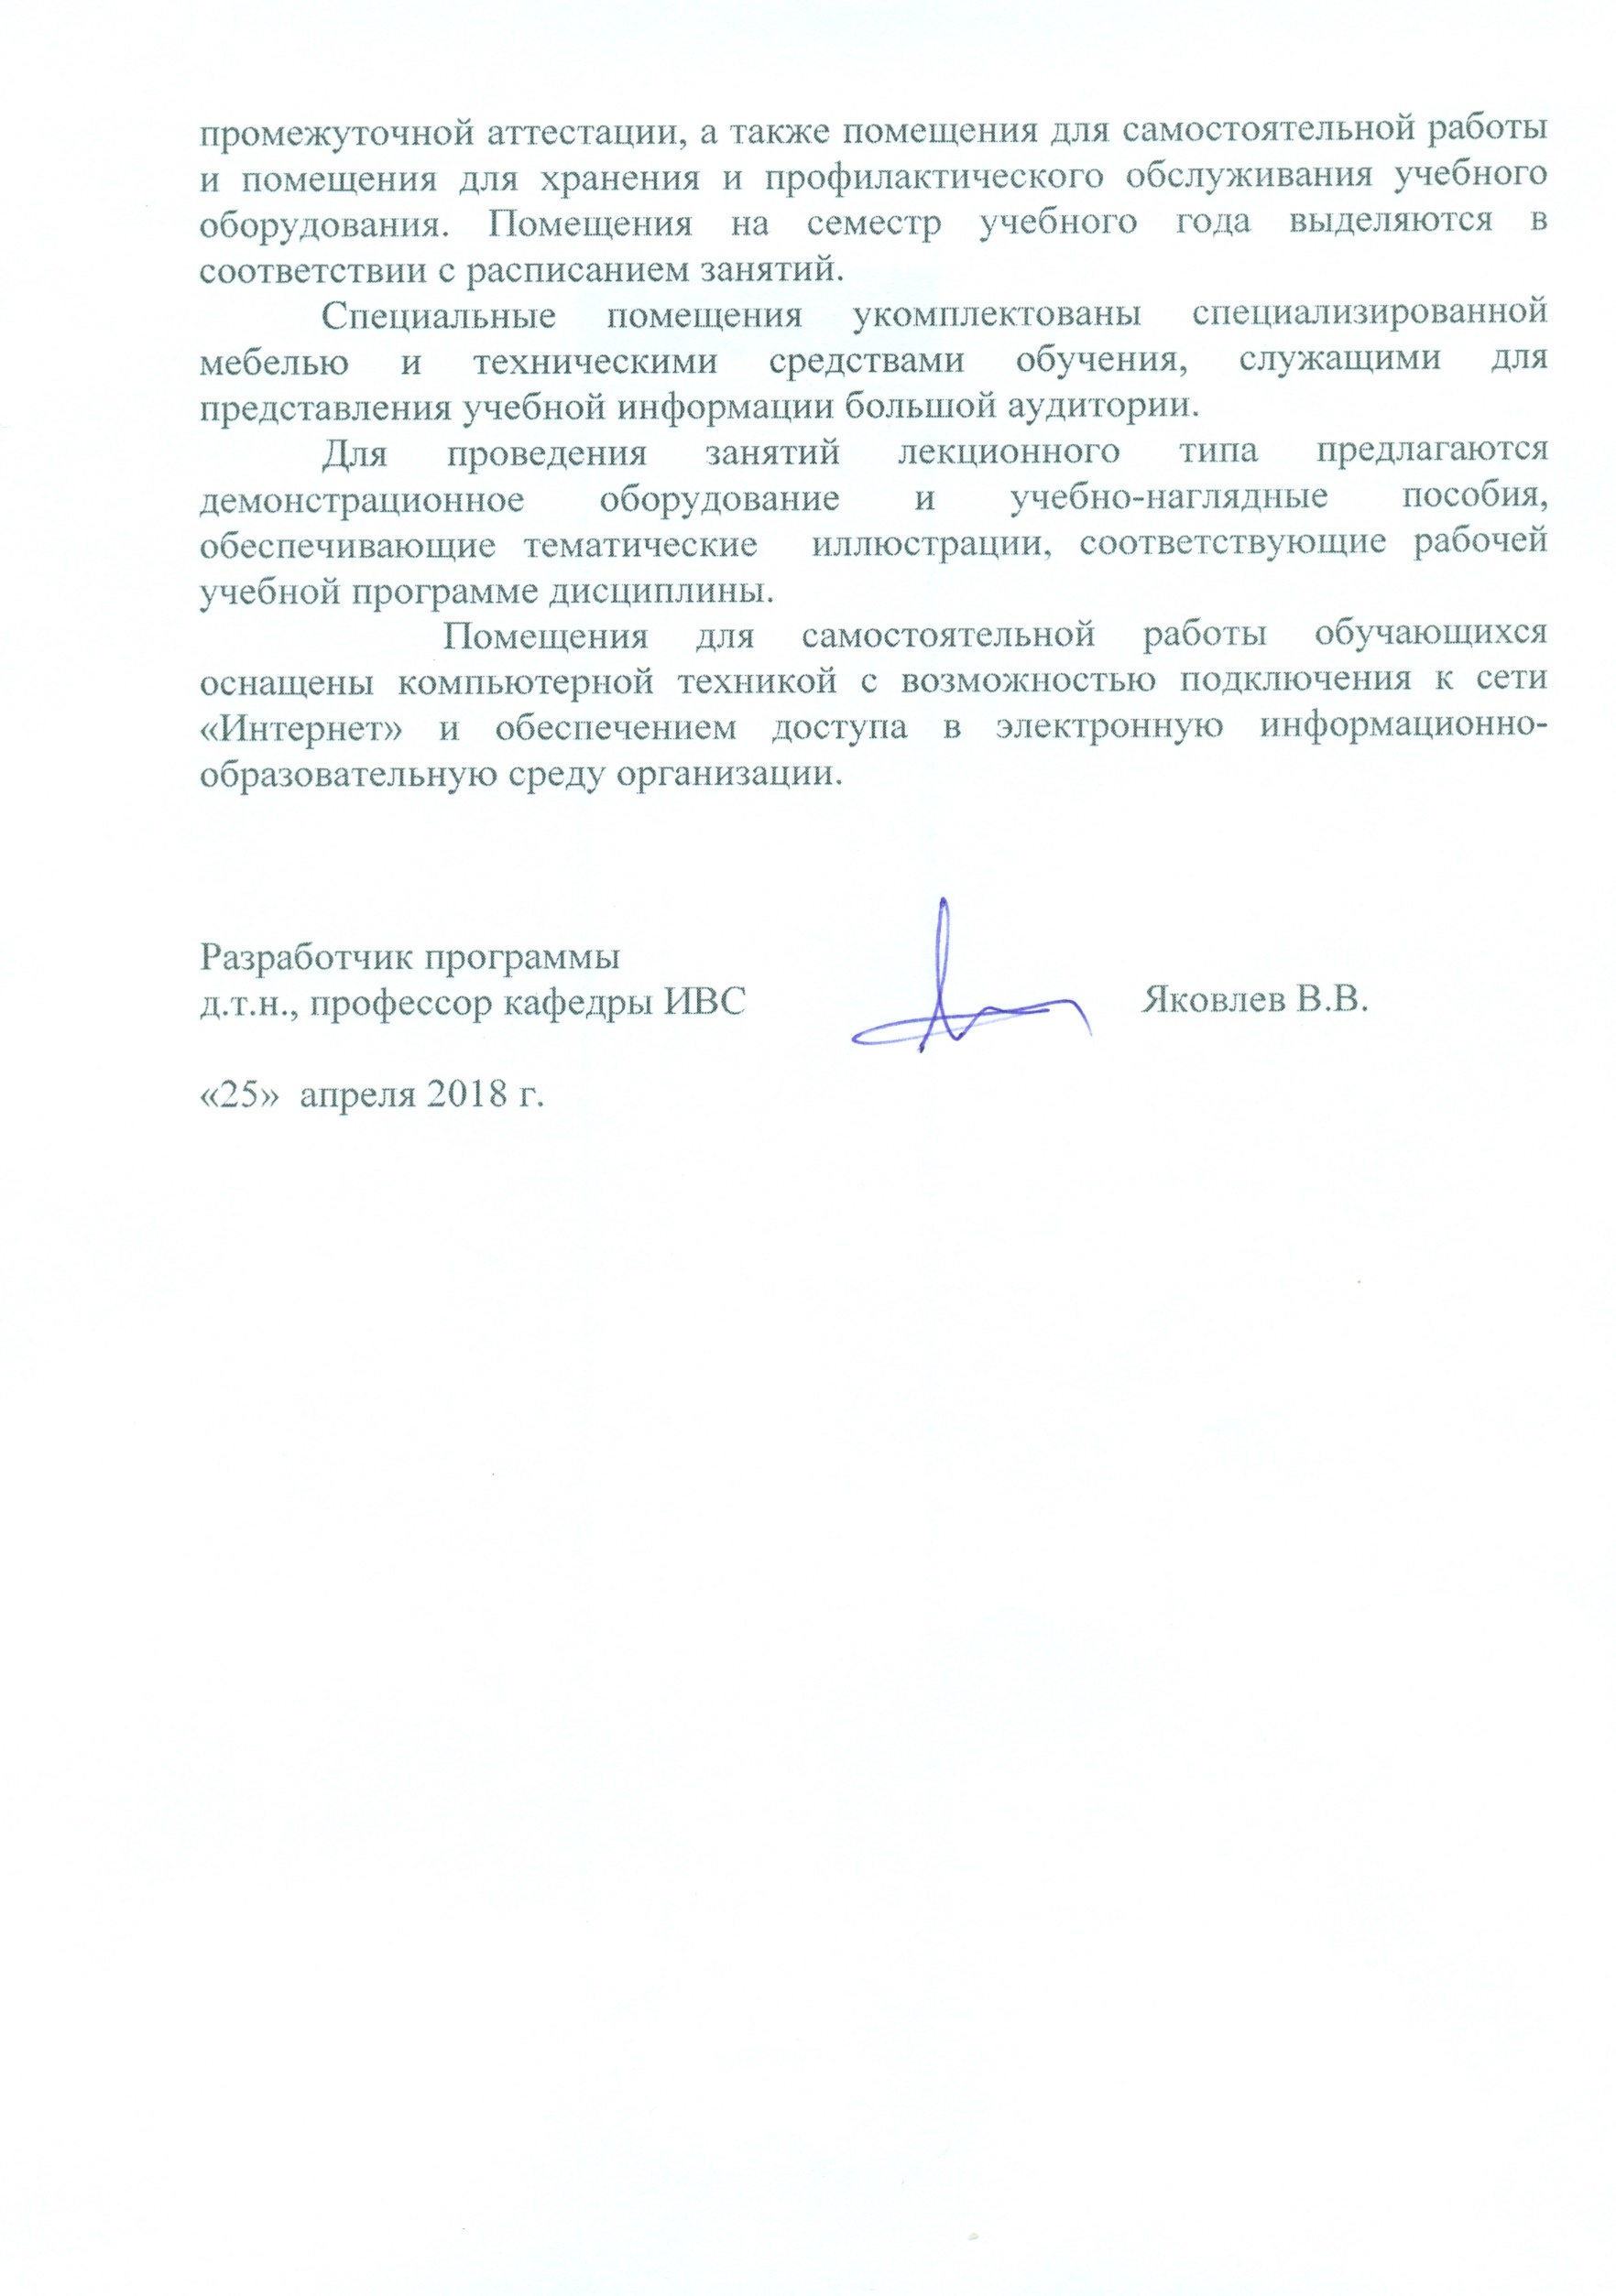 промежуточной аттестации, а также помещения для самостоятельной работы
и помещения для хранения и профилактического обслуживания учебного
оборудования. Помещения на семестр учебного года выделяются в
соответствии с расписанием занятий.
Специальные помещения укомплектованы специализированной
мебелью и техническими средствами обучения, служащими для
представления учебной информации большой аудитории.
Для проведения занятий лекционного типа предлагаются
демонстрационное оборудование и учебно-наглядные пособия,
обеспечивающие тематические иллюстрации, соответствующие рабочей
учебной программе дисциплины.
Помещения для самостоятельной работы обучающихся
оснащены компьютерной техникой с возможностью подключения к сети
«Интернет» и обеспечением доступа в электронную информационно-
образовательную среду организации.
Разработчик программы
д.т.н., профессор кафедры ИВС Яковлев В.В.
«25» апреля 2018 г.